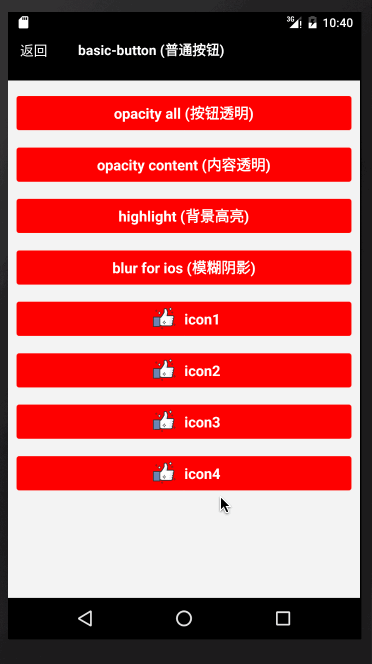 3G 10:40
返回 basic-button (普通按钮)
opacity all (按钮透明)
opacity content (内容透明)
highlight (背景高亮)
blur for ios (模糊阴影)
icon1
icon2
icon3
icon4